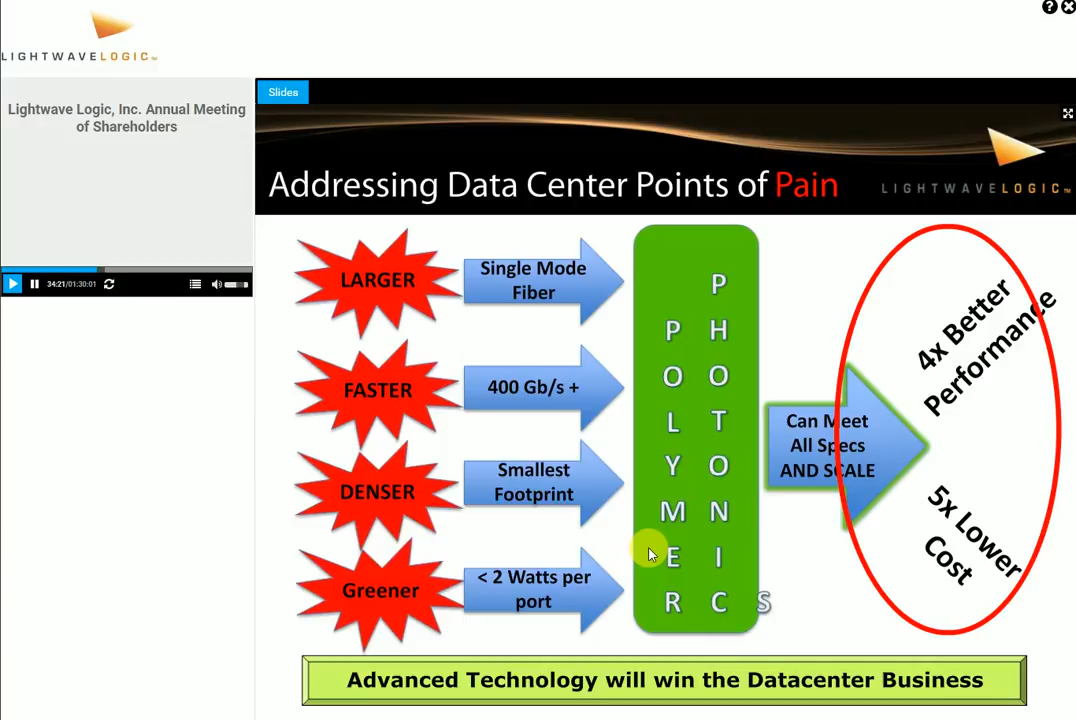 LIGHTWAVELOGIC™
Lightwave Logic, Inc. Annual Meeting
of Shareholders
34:21/01:30:01
Slides
Addressing Data Center Points of Pain
LIGHTWAVELOGIC™
LARGER
Single Mode
Fiber
FASTER
400 Gb/s +
DENSER
Smallest
Footprint
Greener
< 2 Watts per
port
POLYMER
PHOTONICS
Can Meet
All Specs
AND SCALE
4x Better
Performance
5x Lower
Cost
Advanced Technology will win the Datacenter Business